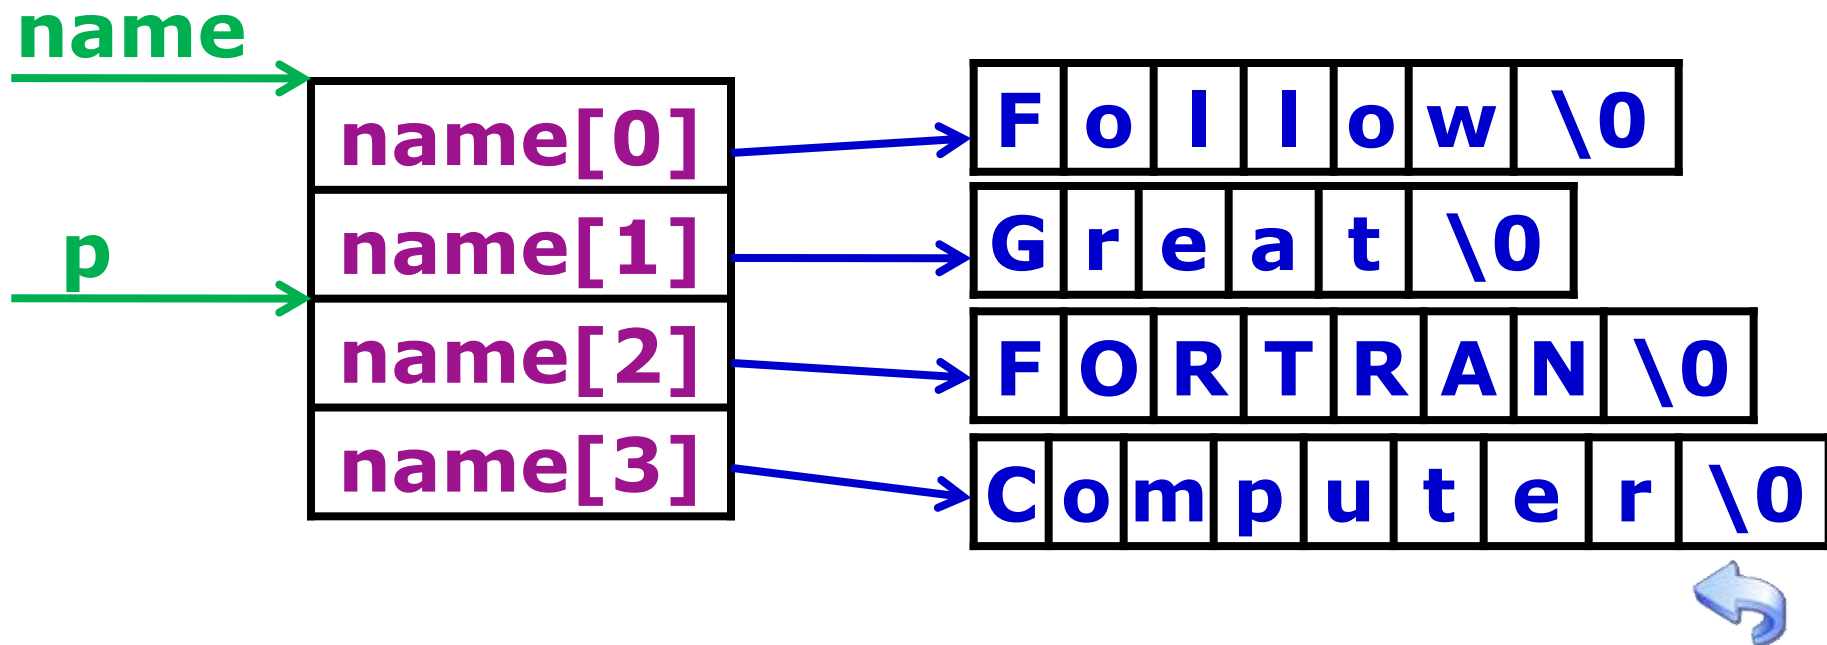 name
name[0]
F o l l o w \0
name[1]
G r e a t \0
p
name[2]
F O R T R A N \0
name[3]
C o m p u t e r \0